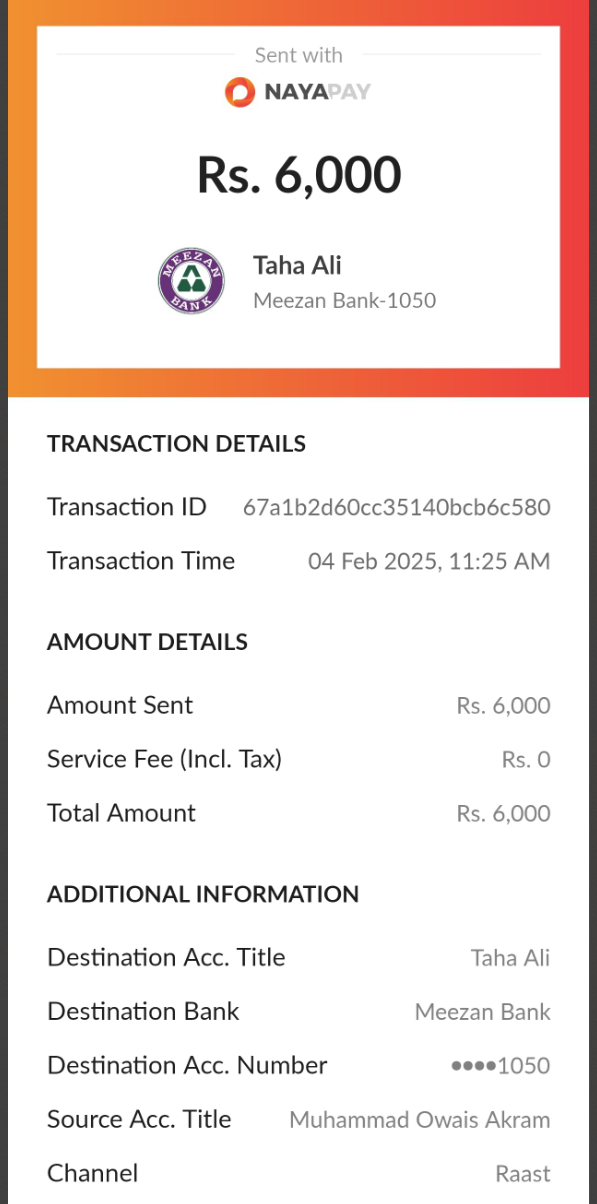 Sent with
NAYAPAY
Rs. 6,000
MEEZAN BANK
Taha Ali
Meezan Bank-1050
TRANSACTION DETAILS
Transaction ID 67a1b2d60cc35140bcb6c580
Transaction Time 04 Feb 2025, 11:25 AM
AMOUNT DETAILS
Amount Sent Rs. 6,000
Service Fee (Incl. Tax) Rs. 0
Total Amount Rs. 6,000
ADDITIONAL INFORMATION
Destination Acc. Title Taha Ali
Destination Bank Meezan Bank
Destination Acc. Number ••••1050
Source Acc. Title Muhammad Owais Akram
Channel Raast